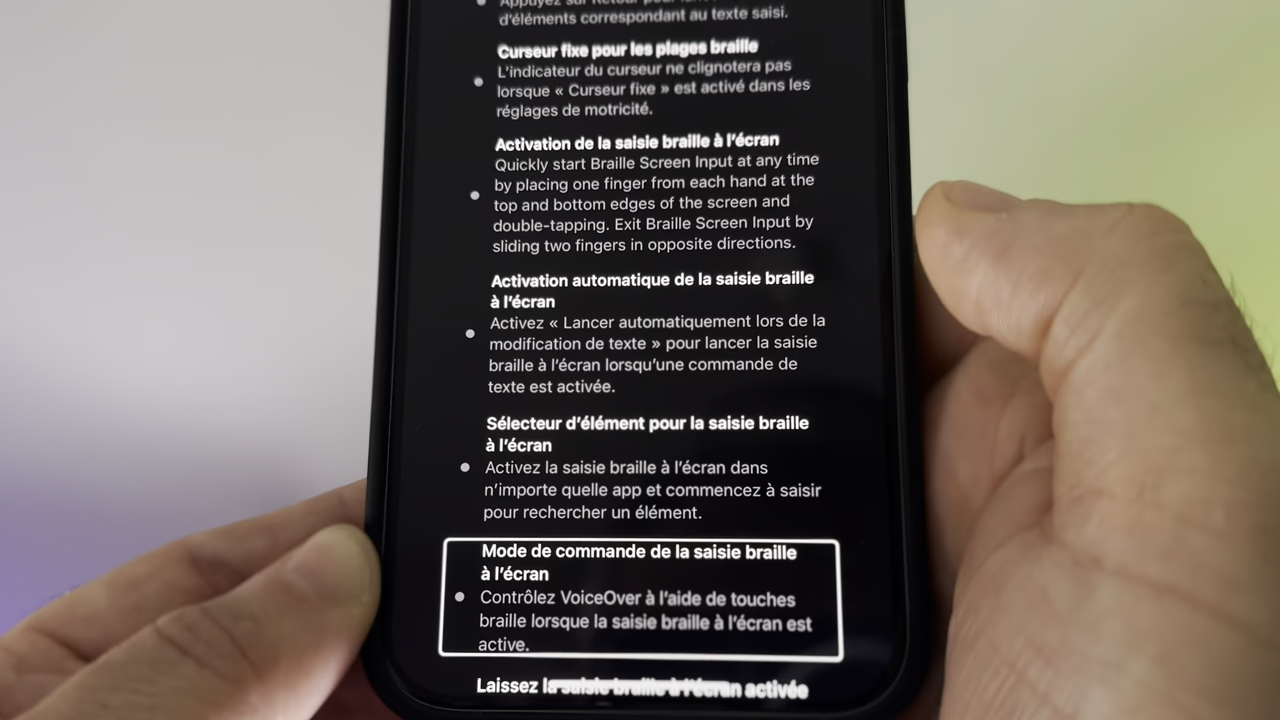 Appuyez sur Retour pour
d'éléments correspondant au texte saisi.
Curseur fixe pour les plages braille
L'indicateur du curseur ne clignotera pas
lorsque « Curseur fixe » est activé dans les
réglages de motricité.
Activation de la saisie braille à l'écran
Quickly start Braille Screen Input at any time
by placing one finger from each hand at the
top and bottom edges of the screen and
double-tapping. Exit Braille Screen Input by
sliding two fingers in opposite directions.
Activation automatique de la saisie braille
à l'écran
Activez « Lancer automatiquement lors de la
modification de texte » pour lancer la saisie
braille à l'écran lorsqu'une commande de
texte est activée.
Sélecteur d'élément pour la saisie braille
à l'écran
Activez la saisie braille à l'écran dans
n'importe quelle app et commencez à saisir
pour rechercher un élément.
Mode de commande de la saisie braille
à l'écran
Contrôlez VoiceOver à l'aide de touches
braille lorsque la saisie braille à l'écran est
active.
Laissez la saisie braille à l'écran activée